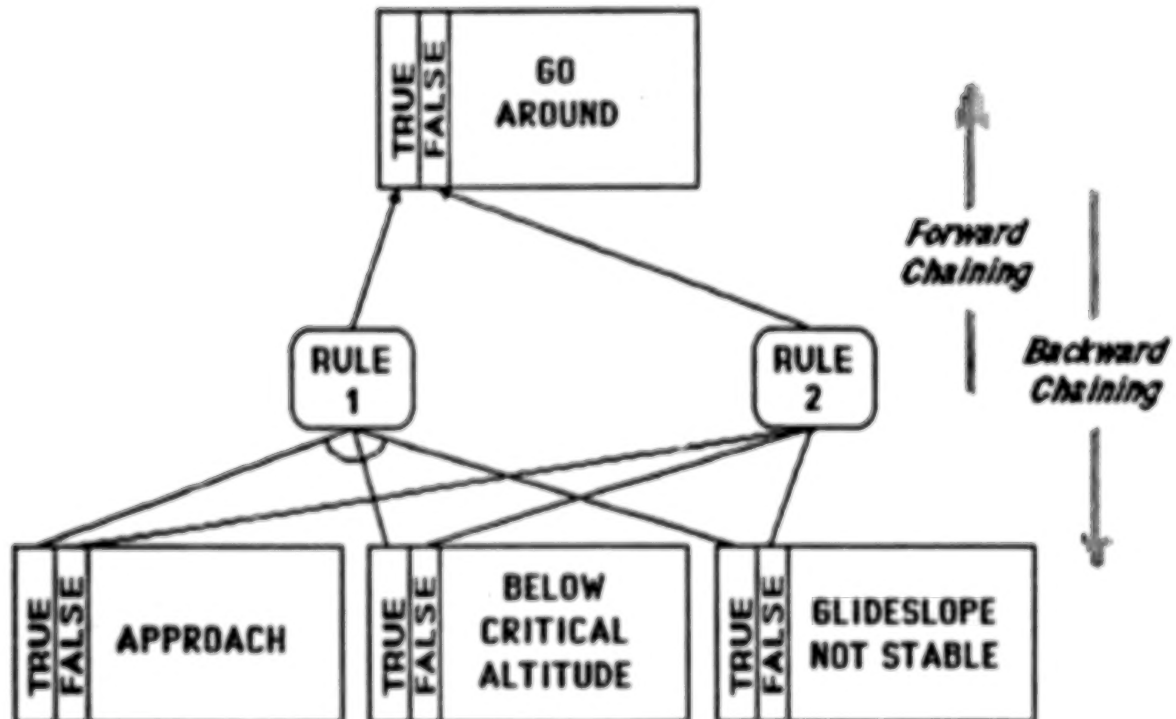 TRUE
FALSE
GO
AROUND
Forward
Chaining
Backward
Chaining
RULE
1
RULE
2
TRUE
FALSE
APPROACH
TRUE
FALSE
BELOW
CRITICAL
ALTITUDE
TRUE
FALSE
GLIDESLOPE
NOT STABLE